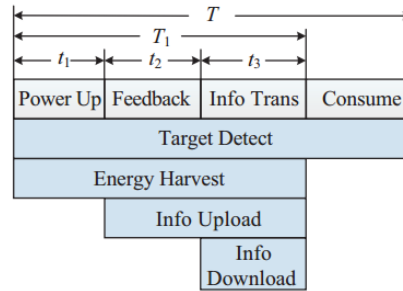 T
T1
t1 t2 t3
Power Up Feedback Info Trans Consume
Target Detect
Energy Harvest
Info Upload
Info
Download